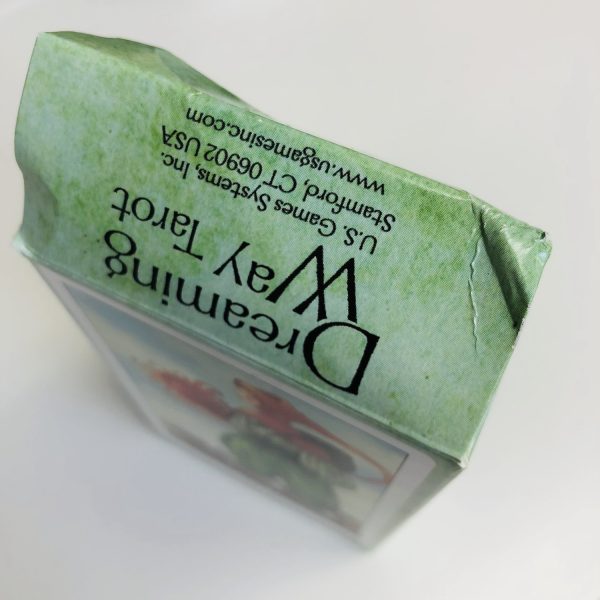 Dreaming
Way Tarot
U.S. Games Systems, Inc.
Stamford, CT 06902 USA
www.usgamesinc.com